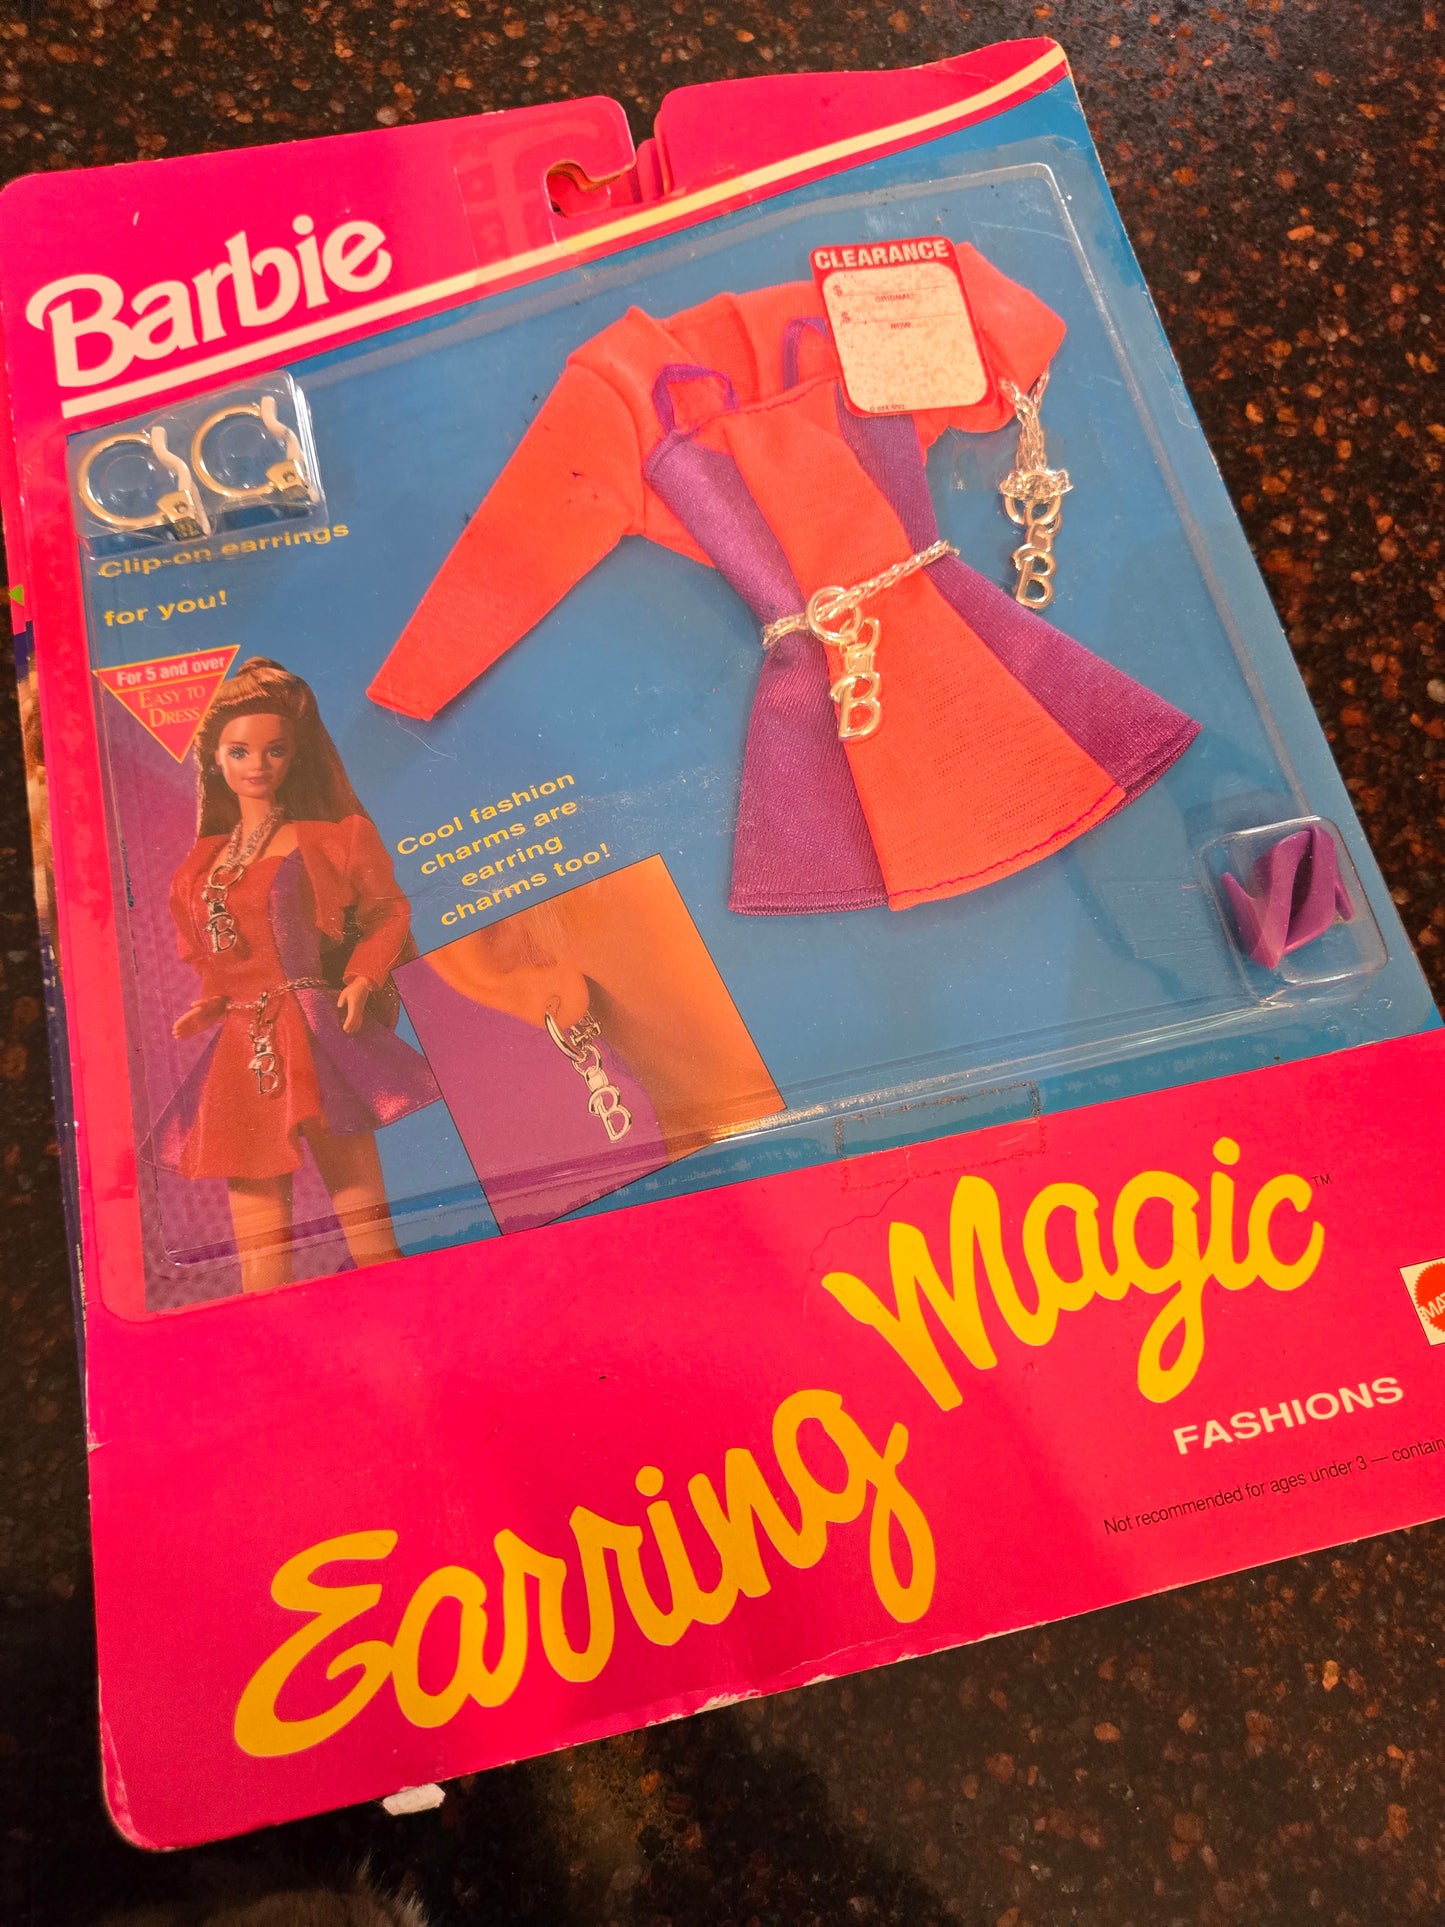 Barbie
CLEARANCE
$
ORIGINAL
$
NOW
Clip-on earrings
for you!
For 5 and over
EASY TO
DRESS
Cool fashion
charms are
earring
charms too!
B
B
B
B
B
Earring Magic™
FASHIONS
Not recommended for ages under 3 —